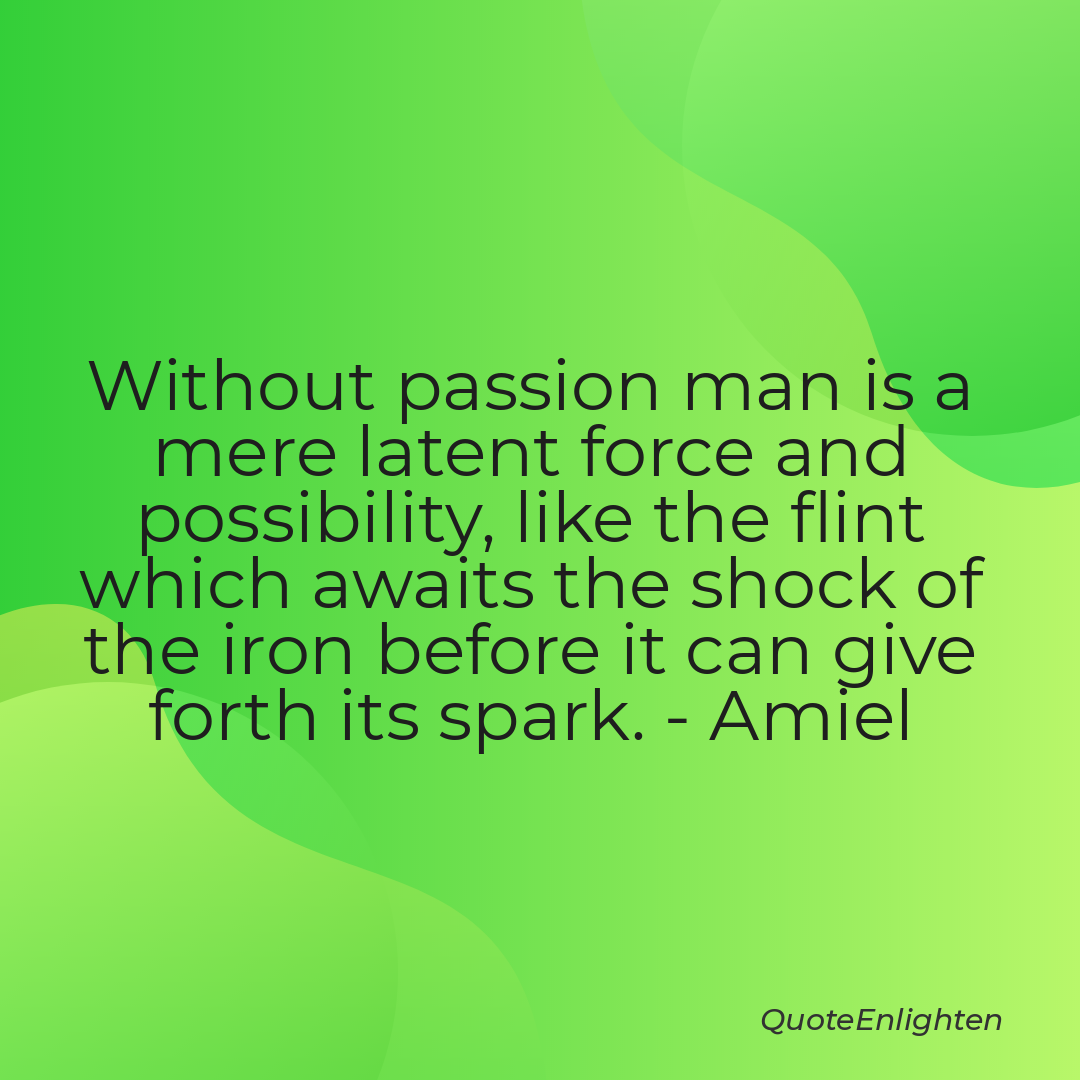 Without passion man is a
mere latent force and
possibility, like the flint
which awaits the shock of
the iron before it can give
forth its spark. - Amiel
QuoteEnlighten